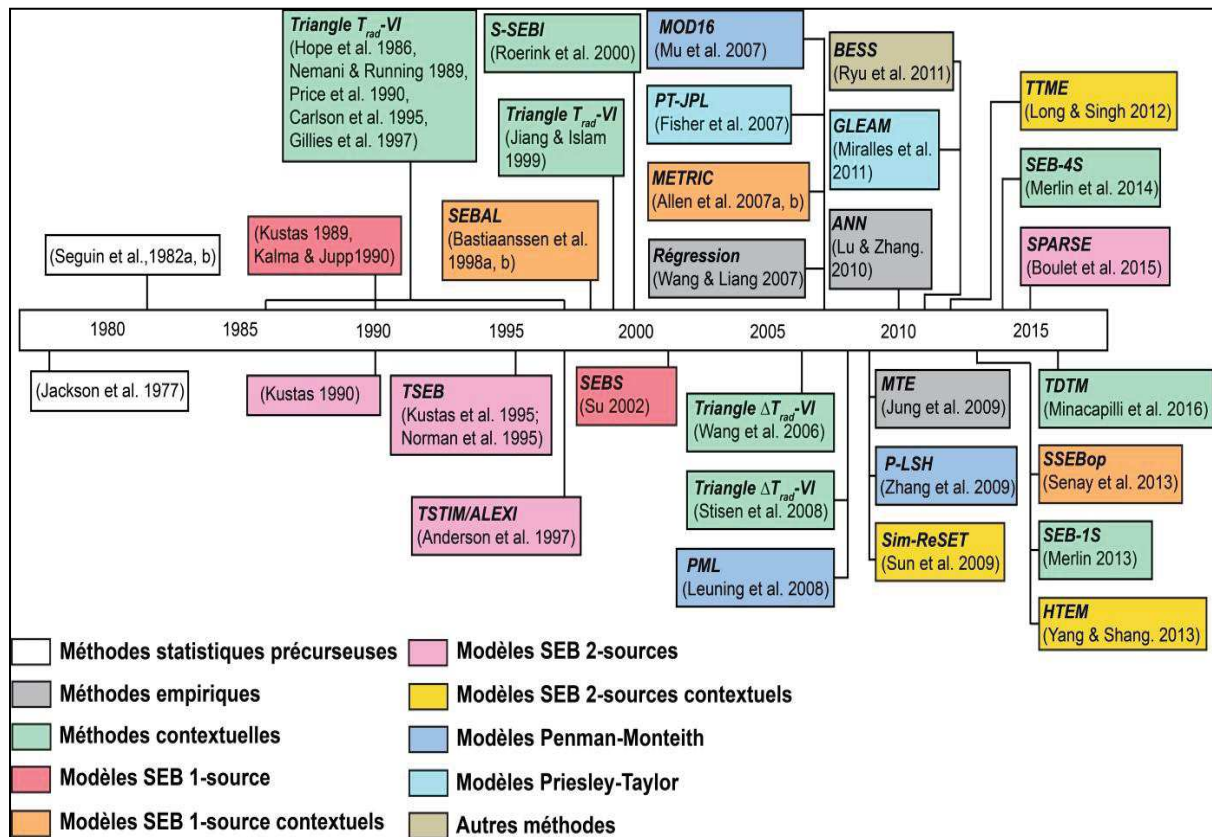 Triangle Trad-VI
(Hope et al. 1986,
Nemani & Running 1989,
Price et al. 1990,
Carlson et al. 1995,
Gillies et al. 1997)
S-SEBI
(Roerink et al. 2000)
Triangle Trad-VI
(Jiang & Islam
1999)
MOD16
(Mu et al. 2007)
PT-JPL
(Fisher et al. 2007)
METRIC
(Allen et al. 2007a, b)
Régression
(Wang & Liang 2007)
BESS
(Ryu et al. 2011)
GLEAM
(Miralles et al.
2011)
ANN
(Lu & Zhang.
2010)
TTME
(Long & Singh 2012)
SEB-4S
(Merlin et al. 2014)
SPARSE
(Boulet et al. 2015)
(Seguin et al.,1982a, b)
(Kustas 1989,
Kalma & Jupp1990)
SEBAL
(Bastiaanssen et al.
1998a, b)
1980 1985 1990 1995 2000 2005 2010 2015
(Jackson et al. 1977)
(Kustas 1990)
TSEB
(Kustas et al. 1995;
Norman et al. 1995)
TSTIM/ALEXI
(Anderson et al. 1997)
SEBS
(Su 2002)
Triangle ΔTrad-VI
(Wang et al. 2006)
Triangle ΔTrad-VI
(Stisen et al. 2008)
PML
(Leuning et al. 2008)
MTE
(Jung et al. 2009)
P-LSH
(Zhang et al. 2009)
Sim-ReSET
(Sun et al. 2009)
TDTM
(Minacapilli et al. 2016)
SSEBop
(Senay et al. 2013)
SEB-1S
(Merlin 2013)
HTEM
(Yang & Shang. 2013)
Méthodes statistiques précurseuses
Méthodes empiriques
Méthodes contextuelles
Modèles SEB 1-source
Modèles SEB 1-source contextuels
Modèles SEB 2-sources
Modèles SEB 2-sources contextuels
Modèles Penman-Monteith
Modèles Priesley-Taylor
Autres méthodes